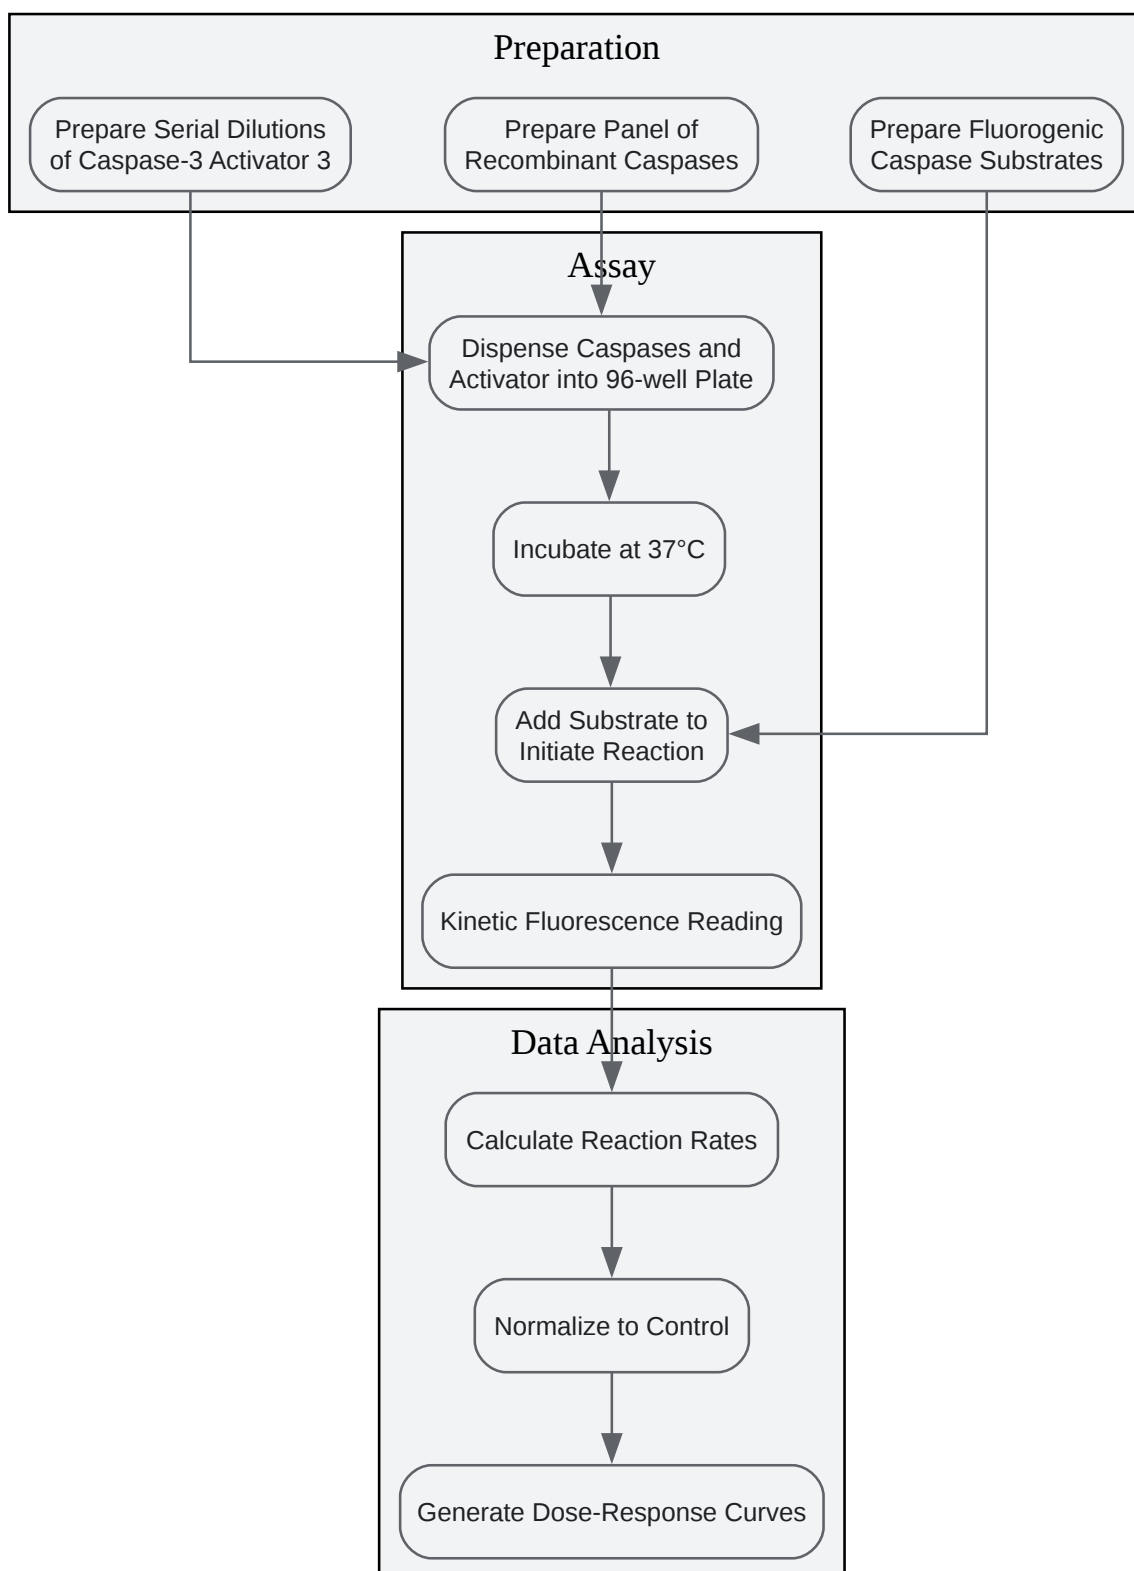 Preparation
Prepare Serial Dilutions
of Caspase-3 Activator 3
Prepare Panel of
Recombinant Caspases
Prepare Fluorogenic
Caspase Substrates
Assay
Dispense Caspases and
Activator into 96-well Plate
Incubate at 37°C
Add Substrate to
Initiate Reaction
Kinetic Fluorescence Reading
Data Analysis
Calculate Reaction Rates
Normalize to Control
Generate Dose-Response Curves